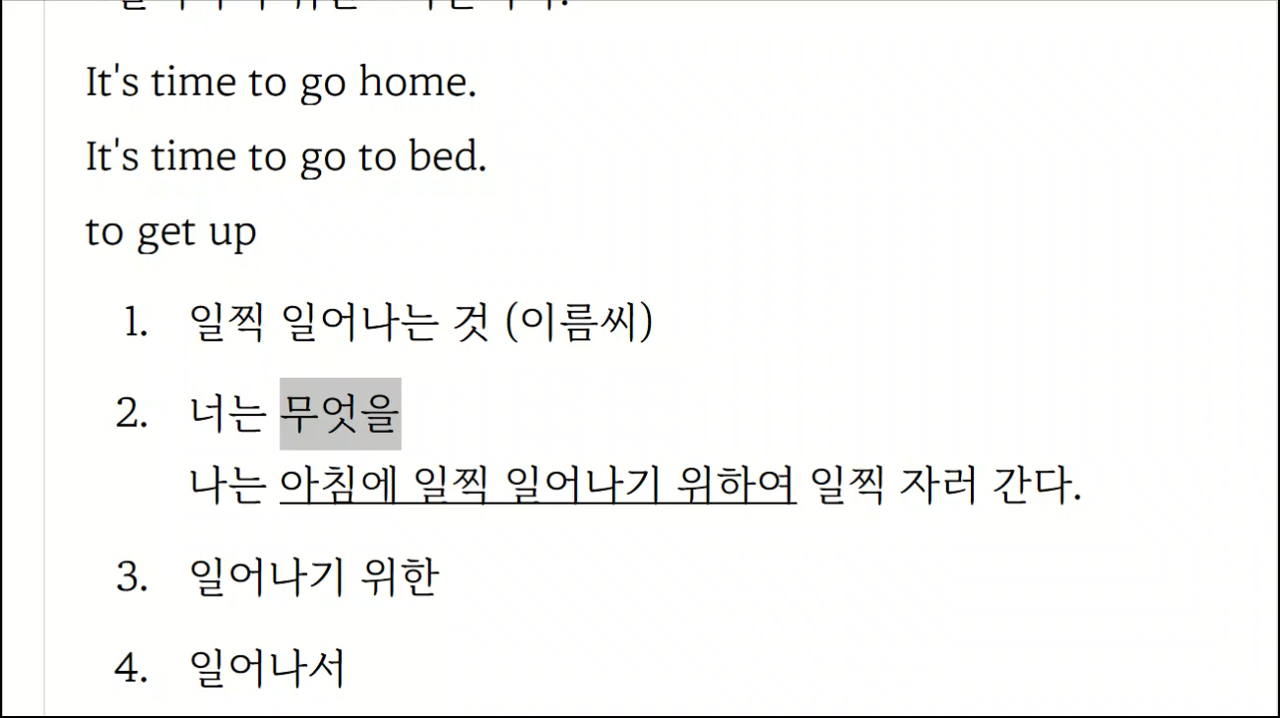 It's time to go home.
It's time to go to bed.
to get up
1. 일찍 일어나는 것 (이름씨)
2. 너는 무엇을
나는 아침에 일찍 일어나기 위하여 일찍 자러 간다.
3. 일어나기 위한
4. 일어나서